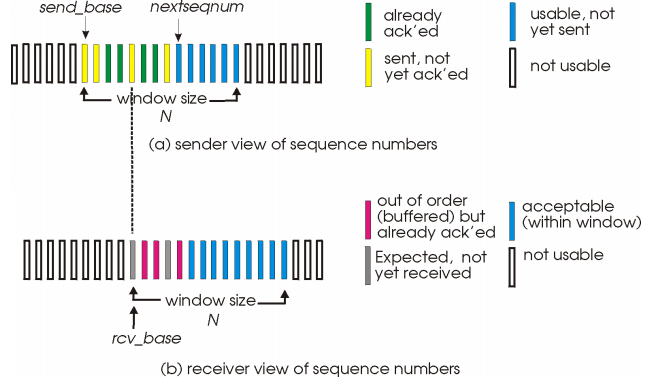 send_base
nextseqnum
already
ack'ed
sent, not
yet ack'ed
usable, not
yet sent
not usable
window size
N
(a) sender view of sequence numbers
out of order
(buffered) but
already ack'ed
Expected, not
yet received
acceptable
(within window)
not usable
window size
N
rcv_base
(b) receiver view of sequence numbers